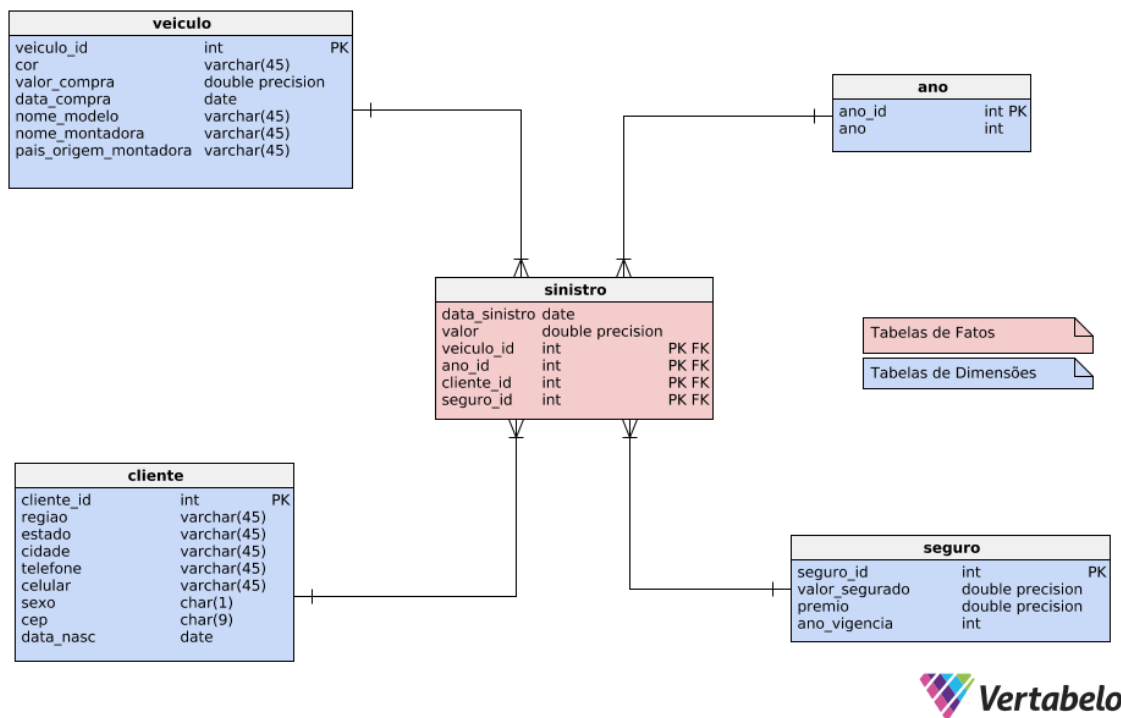 veiculo
veiculo_id int PK
cor varchar(45)
valor_compra double precision
data_compra date
nome_modelo varchar(45)
nome_montadora varchar(45)
pais_origem_montadora varchar(45)
ano
ano_id int PK
ano int
sinistro
data_sinistro date
valor double precision
veiculo_id int PK FK
ano_id int PK FK
cliente_id int PK FK
seguro_id int PK FK
Tabelas de Fatos
Tabelas de Dimensões
cliente
cliente_id int PK
regiao varchar(45)
estado varchar(45)
cidade varchar(45)
telefone varchar(45)
celular varchar(45)
sexo char(1)
cep char(9)
data_nasc date
seguro
seguro_id int PK
valor_segurado double precision
premio double precision
ano_vigencia int
Vertabelo